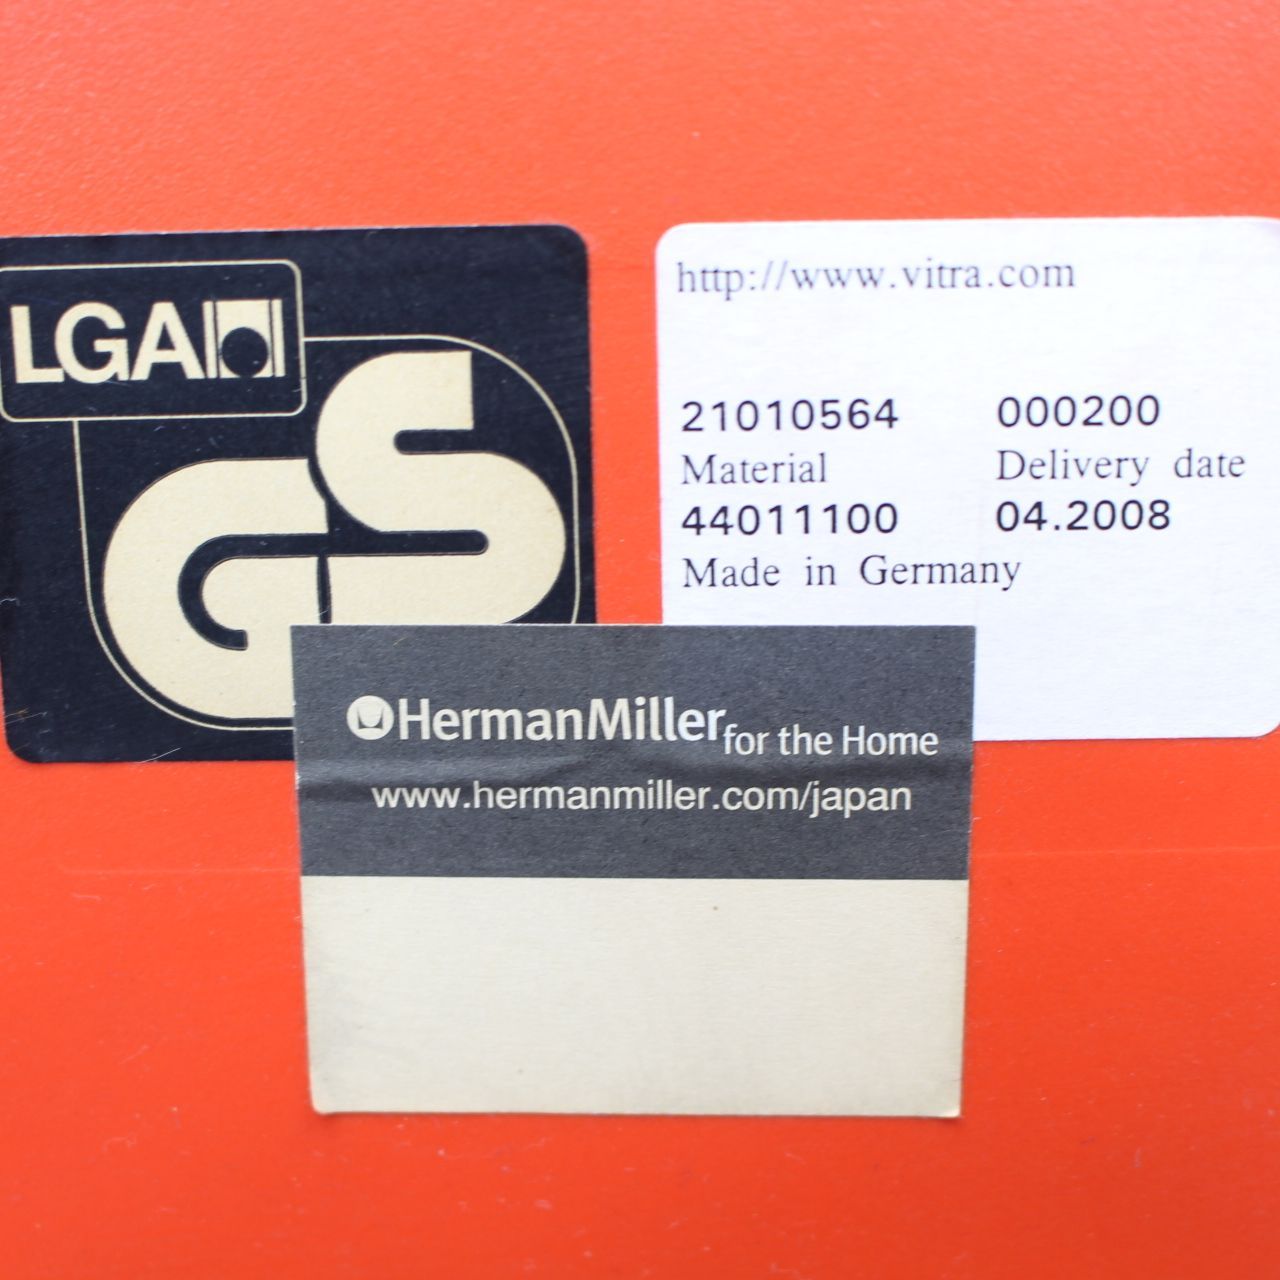 LGA
GS
http://www.vitra.com
21010564 000200
Material Delivery date
44011100 04.2008
Made in Germany
HermanMiller for the Home
www.hermanmiller.com/japan